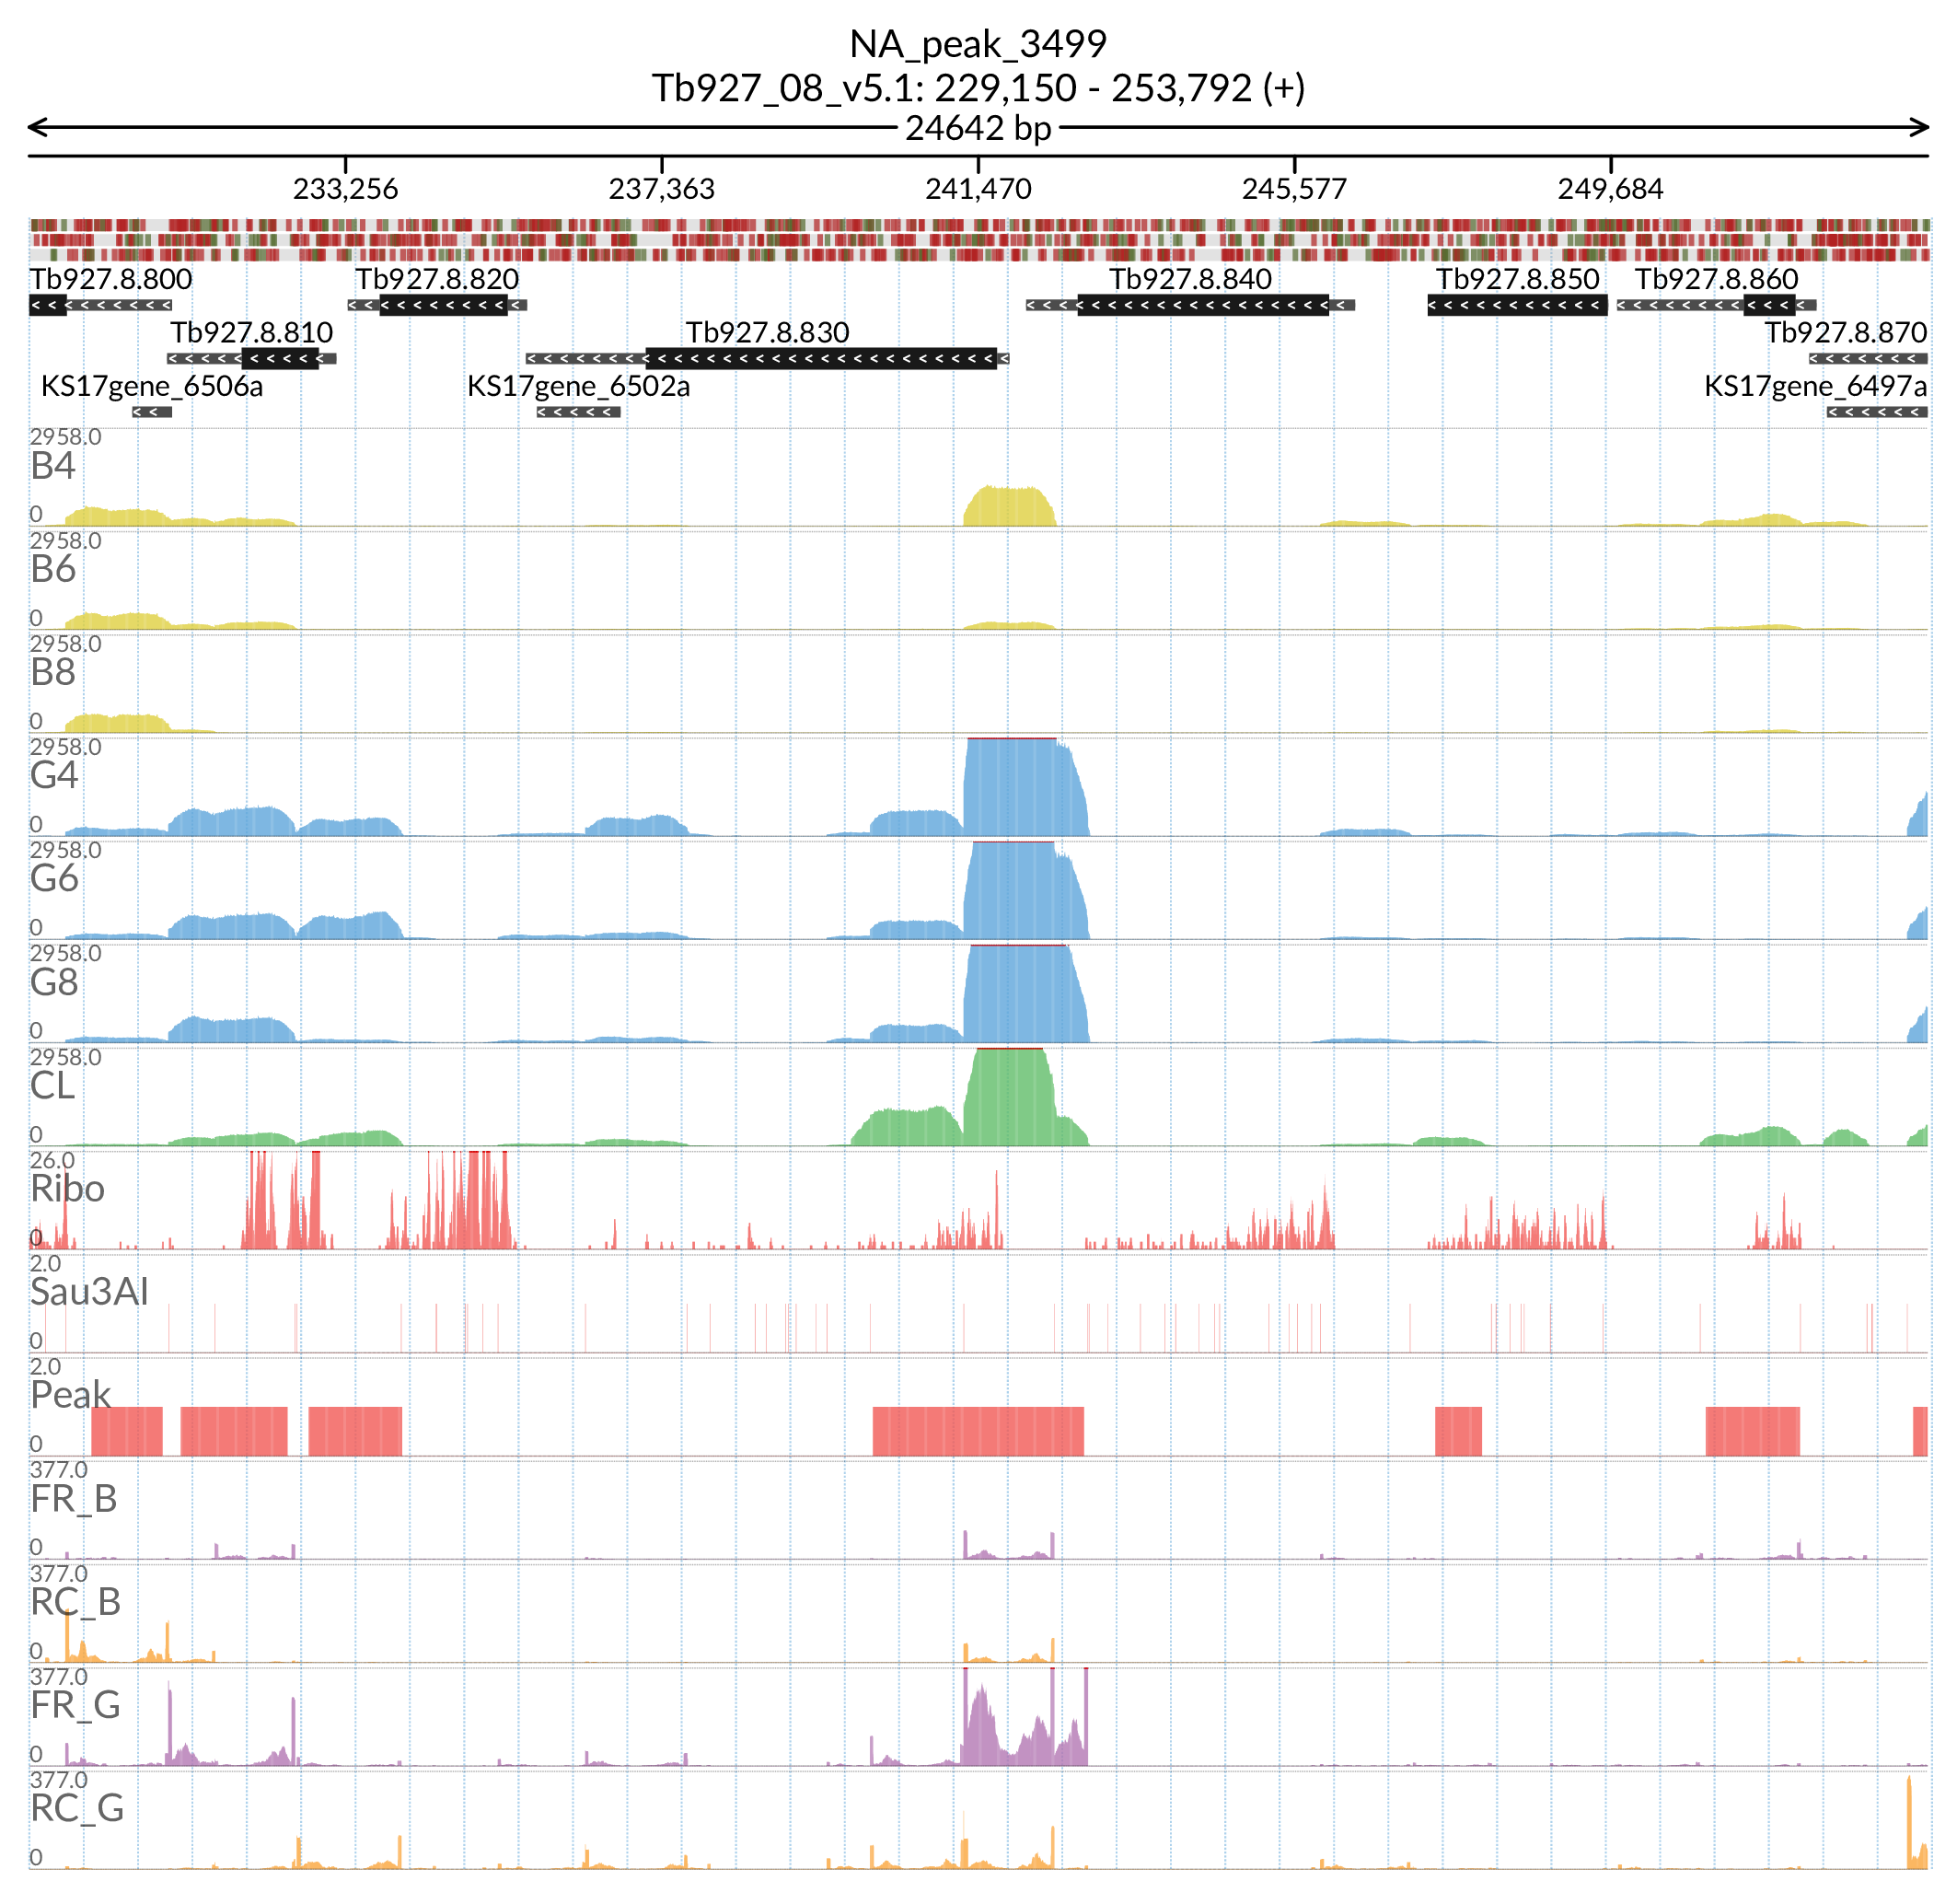 NA_peak_3499
Tb927_08_v5.1: 229,150 - 253,792 (+)
24642 bp
233,256 237,363 241,470 245,577 249,684
Tb927.8.800 Tb927.8.820 Tb927.8.840 Tb927.8.850 Tb927.8.860
Tb927.8.810 Tb927.8.830 Tb927.8.870
KS17gene_6506a KS17gene_6502a KS17gene_6497a
2958.0
B4
0
2958.0
B6
0
2958.0
B8
0
2958.0
G4
0
2958.0
G6
0
2958.0
G8
0
2958.0
CL
0
26.0
Ribo
0
2.0
Sau3AI
0
2.0
Peak
0
377.0
FR_B
0
377.0
RC_B
0
377.0
FR_G
0
377.0
RC_G
0